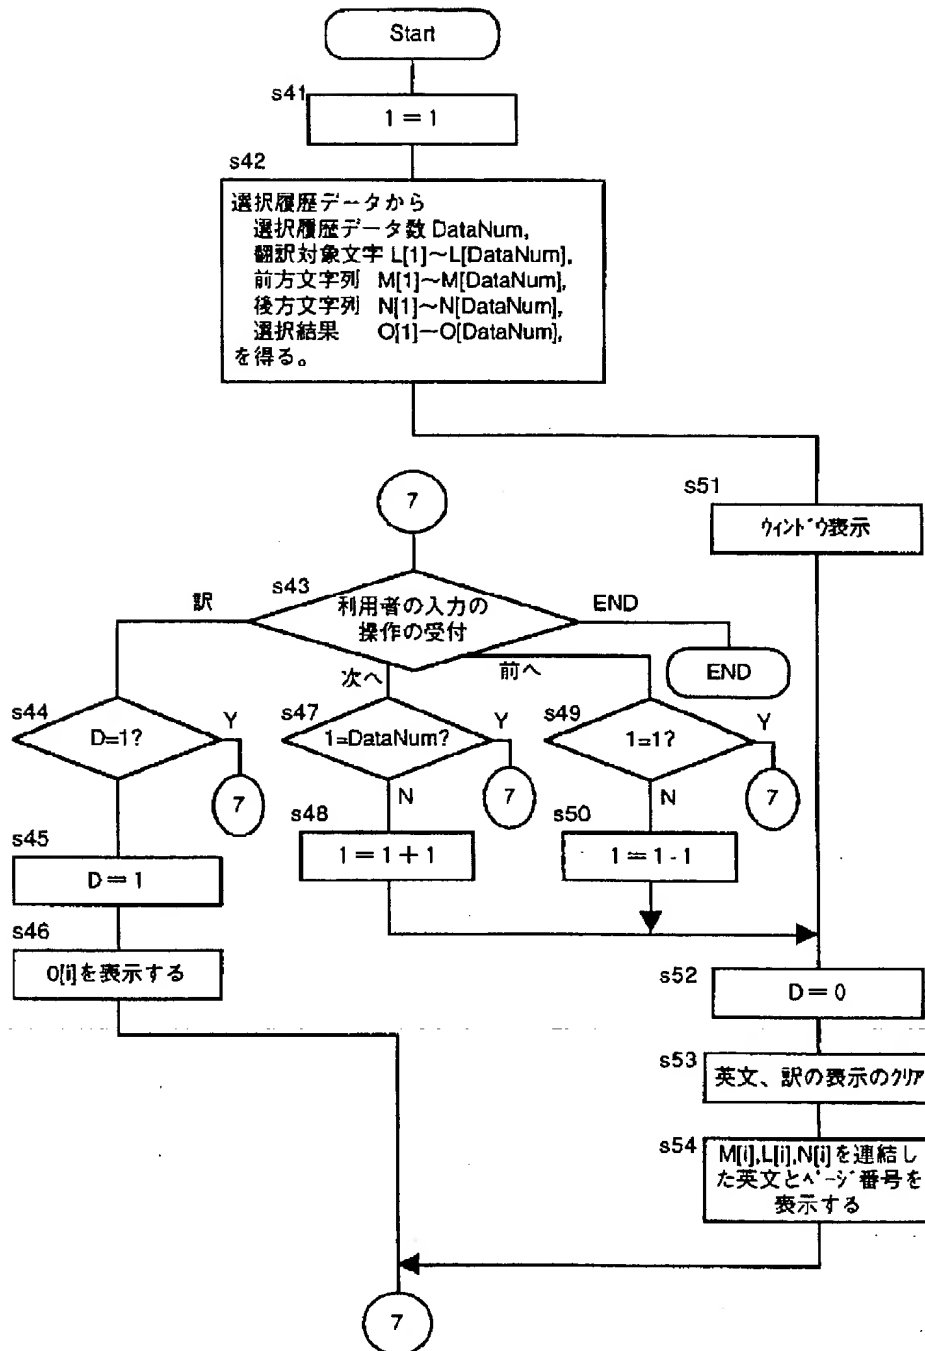 Start
s41
1 = 1
s42
選択履歴データから
選択履歴データ数 DataNum,
翻訳対象文字 L[1]~L[DataNum],
前方文字列 M[1]~M[DataNum],
後方文字列 N[1]~N[DataNum],
選択結果 O[1]~O[DataNum],
を得る。
7
s51
ウィンドウ表示
s43
利用者の入力の
操作の受付
訳
END
END
次へ
前へ
s44
D=1?
Y
7
s47
1=DataNum?
Y
7
N
s49
1=1?
Y
7
N
s48
1 = 1 + 1
s50
1 = 1 - 1
s45
D = 1
s46
O[i]を表示する
s52
D = 0
s53
英文、訳の表示のクリア
s54
M[i],L[i],N[i]を連結し
た英文とページ番号を
表示する
7